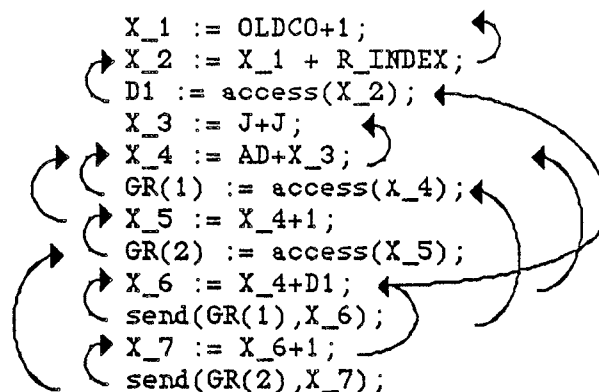 X_1 := OLDCO+1;
X_2 := X_1 + R_INDEX;
D1 := access(X_2);
X_3 := J+J;
X_4 := AD+X_3;
GR(1) := access(X_4);
X_5 := X_4+1;
GR(2) := access(X_5);
X_6 := X_4+D1;
send(GR(1),X_6);
X_7 := X_6+1;
send(GR(2),X_7);